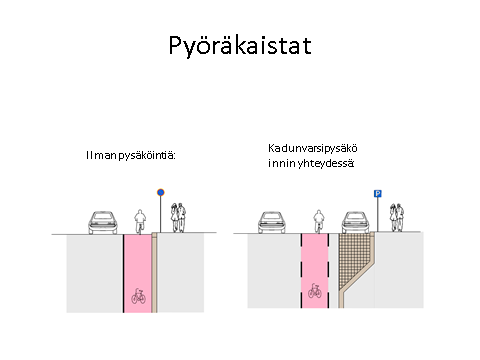 Pyöräkaistat
Ilman pysäköintiä:
Kadunvarsipysäkö
innin yhteydessä:
P